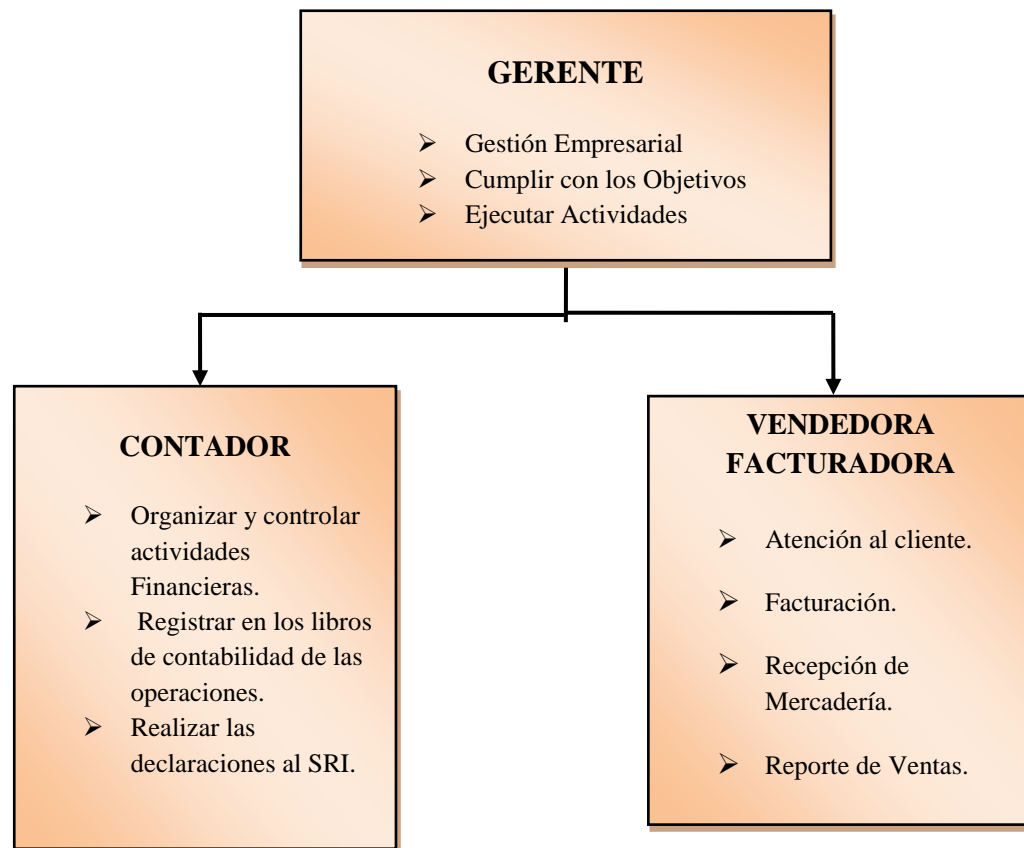 GERENTE
➢ Gestión Empresarial
➢ Cumplir con los Objetivos
➢ Ejecutar Actividades
CONTADOR
➢ Organizar y controlar
actividades
Financieras.
➢ Registrar en los libros
de contabilidad de las
operaciones.
➢ Realizar las
declaraciones al SRI.
VENDEDORA
FACTURADORA
➢ Atención al cliente.
➢ Facturación.
➢ Recepción de
Mercadería.
➢ Reporte de Ventas.